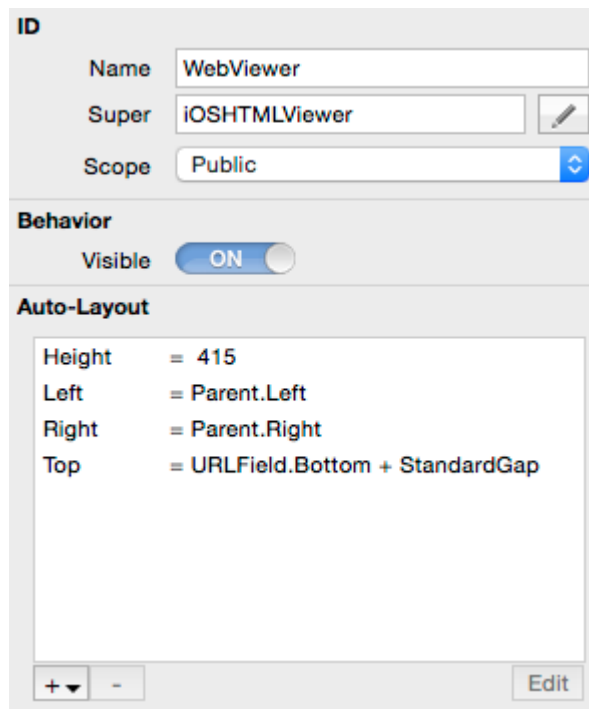 ID
Name WebViewer
Super iOSHTMLViewer
Scope Public
Behavior
Visible ON
Auto-Layout
Height = 415
Left = Parent.Left
Right = Parent.Right
Top = URLField.Bottom + StandardGap
+ - Edit